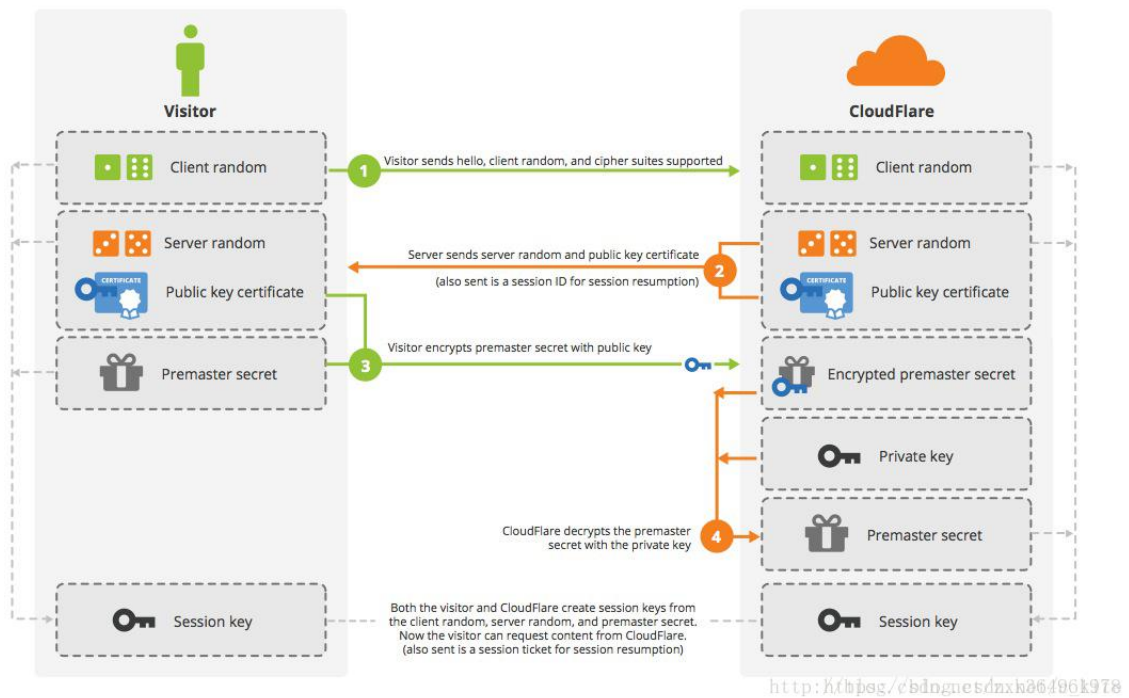 Visitor
CloudFlare
Client random
1
Visitor sends hello, client random, and cipher suites supported
Client random
Server random
CERTIFICATE
Public key certificate
Server sends server random and public key certificate
(also sent is a session ID for session resumption)
2
Server random
CERTIFICATE
Public key certificate
Premaster secret
3
Visitor encrypts premaster secret with public key
Encrypted premaster secret
Private key
CloudFlare decrypts the premaster
secret with the private key
4
Premaster secret
Session key
Both the visitor and CloudFlare create session keys from
the client random, server random, and premaster secret.
Now the visitor can request content from CloudFlare.
(also sent is a session ticket for session resumption)
Session key